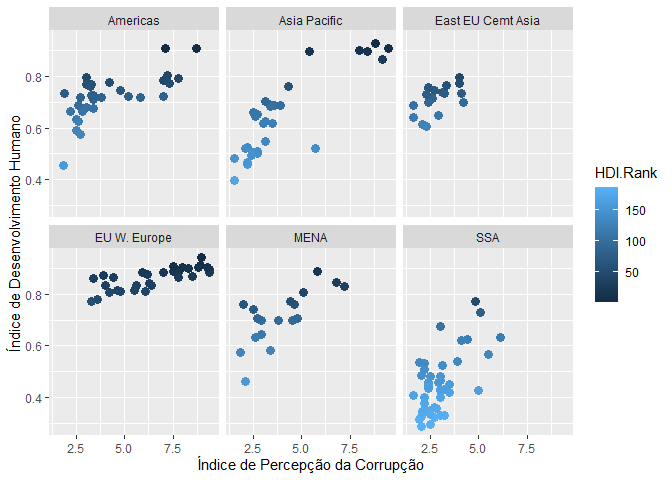 Americas
Asia Pacific
East EU Cemt Asia
0.8
0.6
0.4
EU W. Europe
MENA
SSA
0.8
0.6
0.4
2.5 5.0 7.5
2.5 5.0 7.5
2.5 5.0 7.5
Índice de Percepção da Corrupção
Índice de Desenvolvimento Humano
HDI.Rank
150
100
50